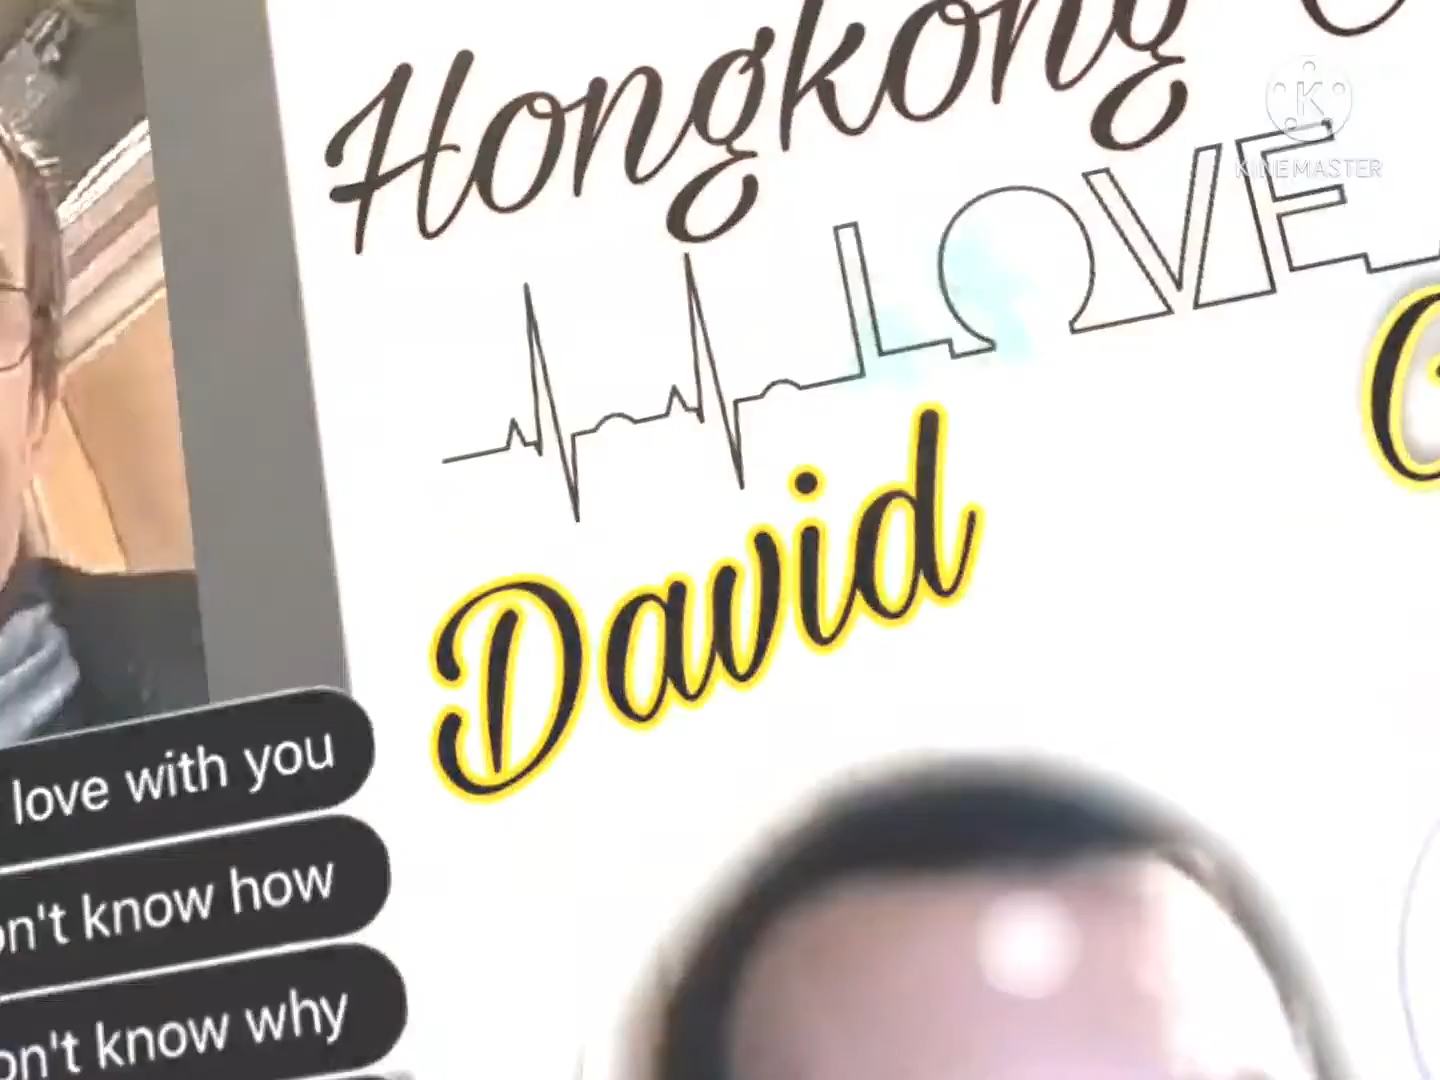 Hongkong
LOVE
KINEMASTER
David
love with you
on't know how
on't know why